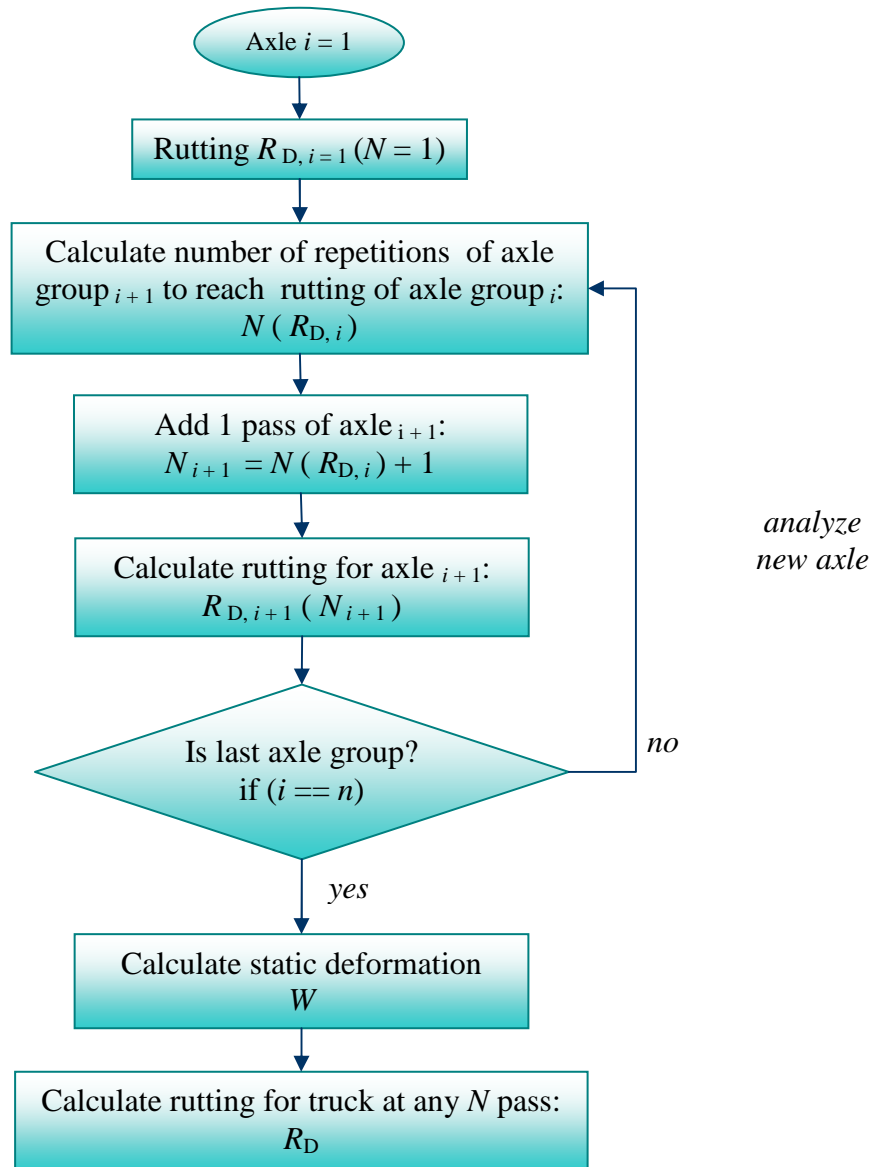 Axle i = 1
Rutting R D, i = 1 (N = 1)
Calculate number of repetitions of axle
group i + 1 to reach rutting of axle group i:
N ( R D, i )
Add 1 pass of axle i + 1:
N i + 1 = N ( R D, i ) + 1
Calculate rutting for axle i + 1:
R D, i + 1 ( N i + 1 )
analyze
new axle
Is last axle group?
if (i == n)
no
yes
Calculate static deformation
W
Calculate rutting for truck at any N pass:
R D